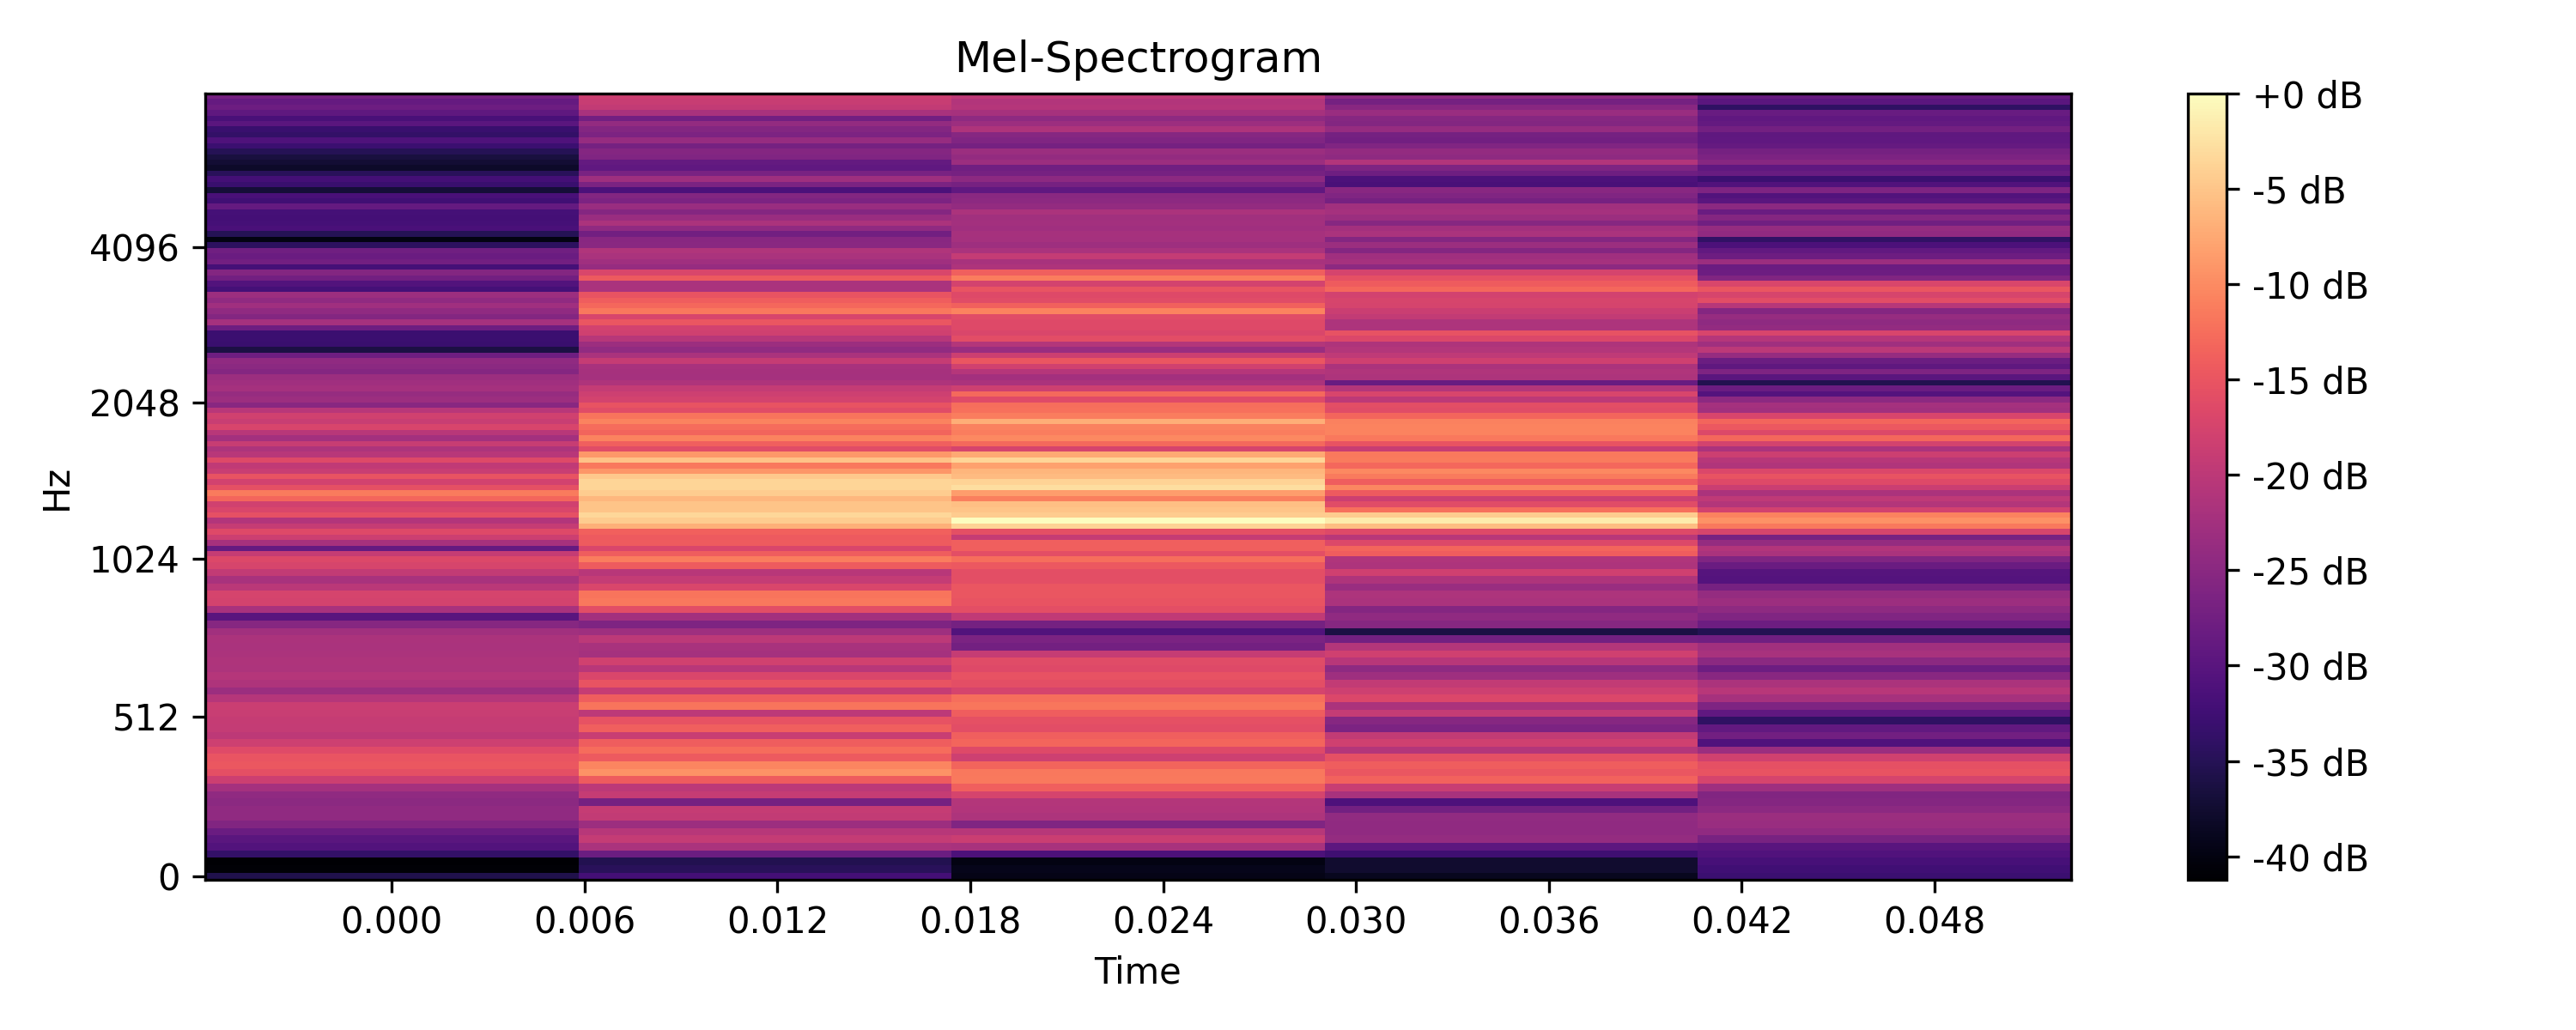 Mel-Spectrogram
Hz
4096
2048
1024
512
0
0.000 0.006 0.012 0.018 0.024 0.030 0.036 0.042 0.048
Time
+0 dB
-5 dB
-10 dB
-15 dB
-20 dB
-25 dB
-30 dB
-35 dB
-40 dB